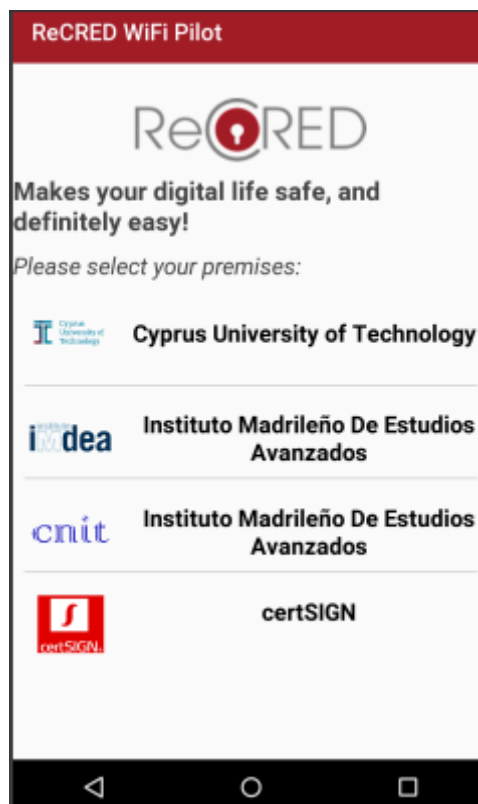 ReCRED WiFi Pilot
ReCRED
Makes your digital life safe, and
definitely easy!
Please select your premises:
Cyprus
University of
Technology
Cyprus University of Technology
instituto
iMdea
Instituto Madrileño De Estudios
Avanzados
cnit
Instituto Madrileño De Estudios
Avanzados
certSIGN.
certSIGN